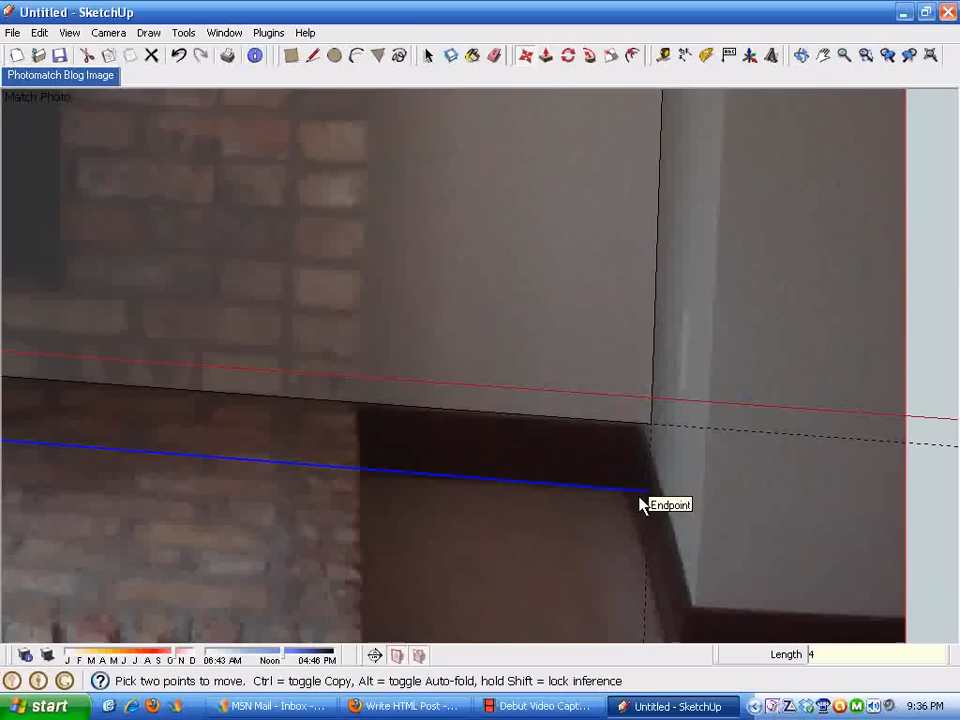 Untitled - SketchUp
File Edit View Camera Draw Tools Window Plugins Help
Photomatch Blog Image
Match Photo
Endpoint
J F M A M J J A S O N D 06:43 AM Noon 04:46 PM Length 4
Pick two points to move. Ctrl = toggle Copy, Alt = toggle Auto-fold, hold Shift = lock inference
start MSN Mail - Inbox -... Write HTML Post -... Debut Video Capt... Untitled - SketchUp 9:36 PM